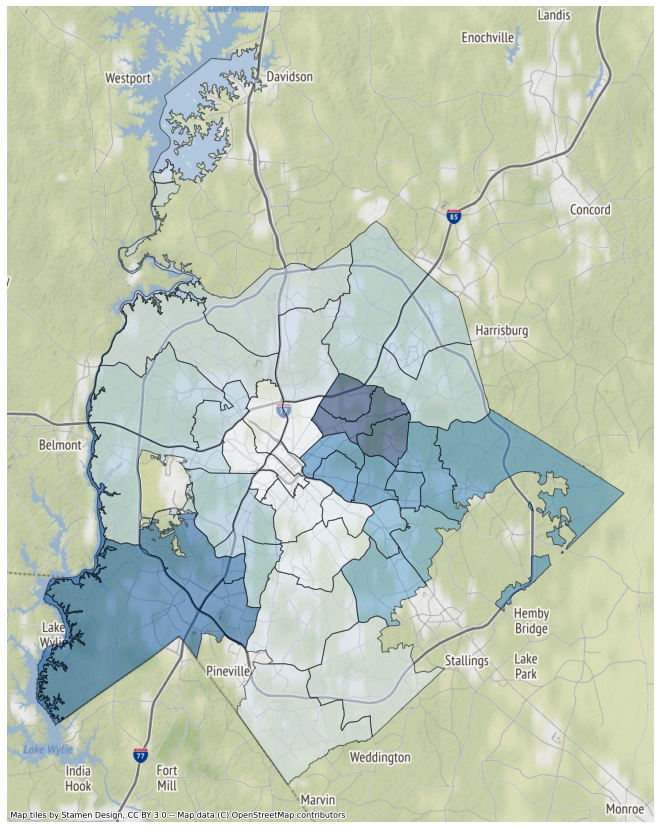 Lake Norman
Landis
Enochville
Westport
Davidson
Concord
85
Harrisburg
Belmont
Lake
Wylie
Hemby
Bridge
Pineville
Stallings
Lake
Park
Lake Wylie
77
Weddington
India
Hook
Fort
Mill
Marvin
Monroe
Map tiles by Stamen Design, CC BY 3.0 -- Map data (C) OpenStreetMap contributors